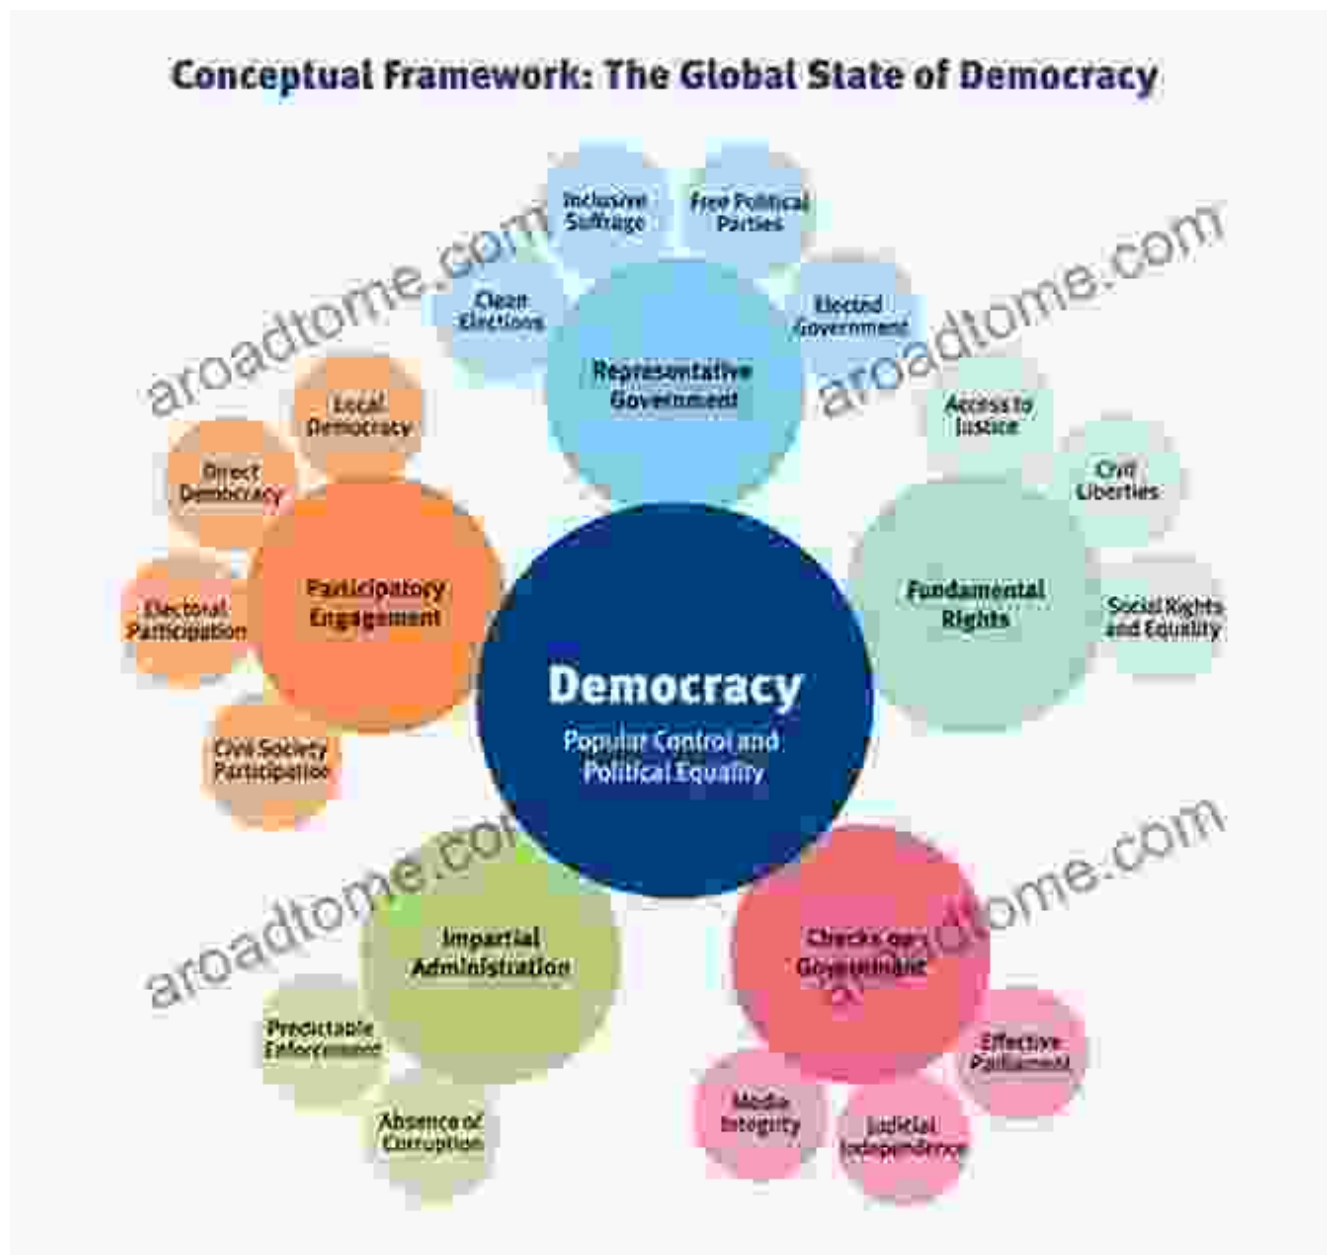 Conceptual Framework: The Global State of Democracy
Inclusive
Suffrage
Free Political
Parties
Clean
Elections
Elected
Government
Representative
Government
Local
Democracy
Direct
Democracy
Electoral
Participation
Civil Society
Participation
Participatory
Engagement
Access to
Justice
Civil
Liberties
Social Rights
and Equality
Fundamental
Rights
Democracy
Popular Control and
Political Equality
Impartial
Administration
Predictable
Enforcement
Absence of
Corruption
Checks on
Government
Effective
Parliament
Media
Integrity
Judicial
Independence
aroadtome.com
aroadtome.com
aroadtome.com
aroadtome.com